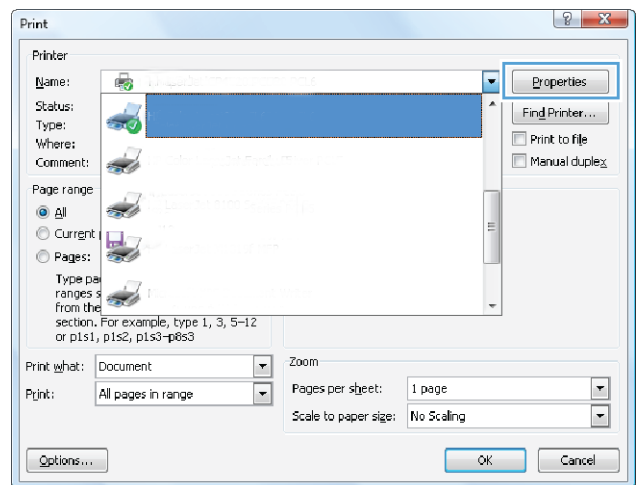 Print
Printer
Name:
Properties
Status:
Find Printer...
Type:
Where:
Print to file
Comment:
Manual duplex
Page range
All
Current
Pages:
Type
ranges
from the
section. For example, type 1, 3, 5–12
or p1s1, p1s2, p1s3–p8s3
Print what: Document
Print: All pages in range
Zoom
Pages per sheet: 1 page
Scale to paper size: No Scaling
Options...
OK
Cancel